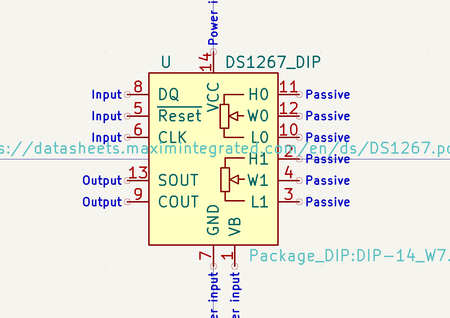 Power i
14
U DS1267_DIP
Input 8 DQ VCC H0 11 Passive
Input 5 Reset W0 12 Passive
Input 6 CLK L0 10 Passive
s://datasheets.maximintegrated.com/en/ds/DS1267.pd
H1 2 Passive
Output 13 SOUT W1 4 Passive
Output 9 COUT L1 3 Passive
GND VB
7 1
Package_DIP:DIP-14_W7.
er input er input